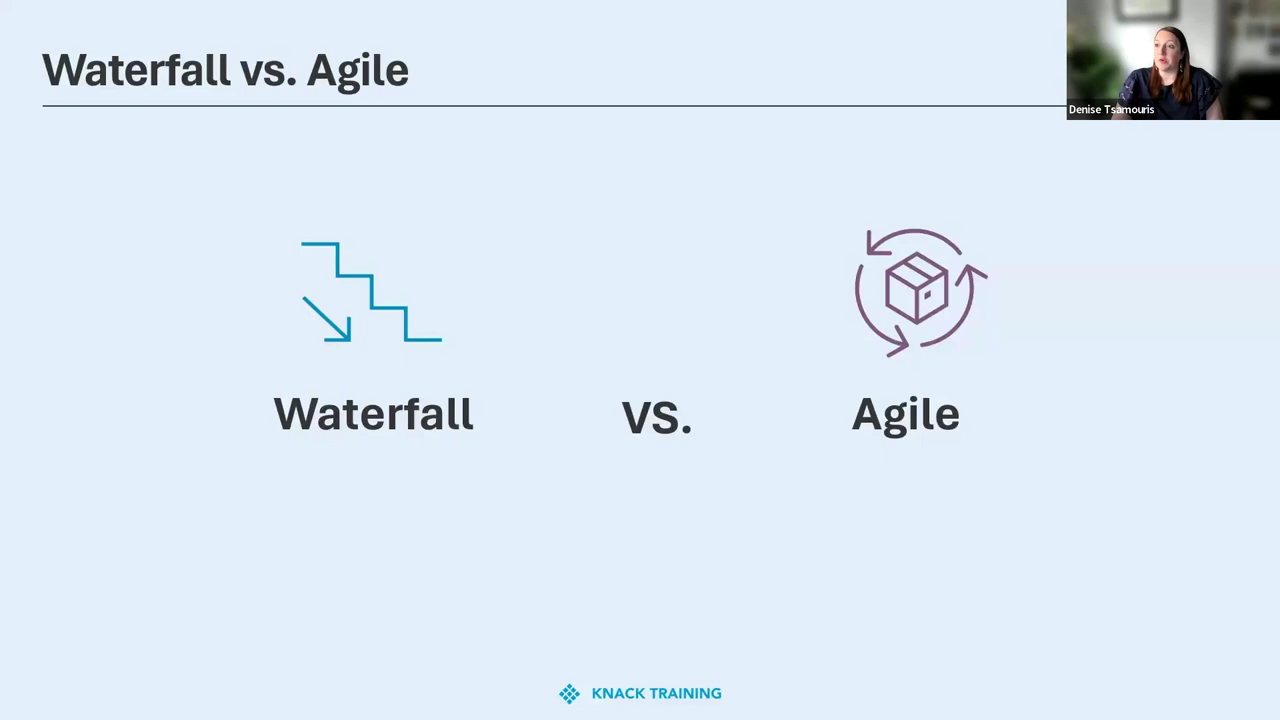 Waterfall vs. Agile
Denise Tsamouris
Waterfall
VS.
Agile
KNACK TRAINING